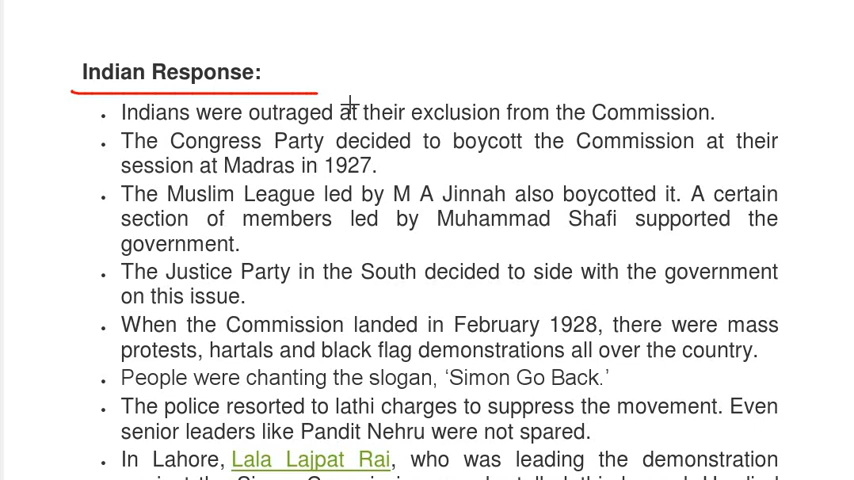 Indian Response:
• Indians were outraged at their exclusion from the Commission.
• The Congress Party decided to boycott the Commission at their
session at Madras in 1927.
• The Muslim League led by M A Jinnah also boycotted it. A certain
section of members led by Muhammad Shafi supported the
government.
• The Justice Party in the South decided to side with the government
on this issue.
• When the Commission landed in February 1928, there were mass
protests, hartals and black flag demonstrations all over the country.
• People were chanting the slogan, ‘Simon Go Back.’
• The police resorted to lathi charges to suppress the movement. Even
senior leaders like Pandit Nehru were not spared.
• In Lahore, Lala Lajpat Rai, who was leading the demonstration